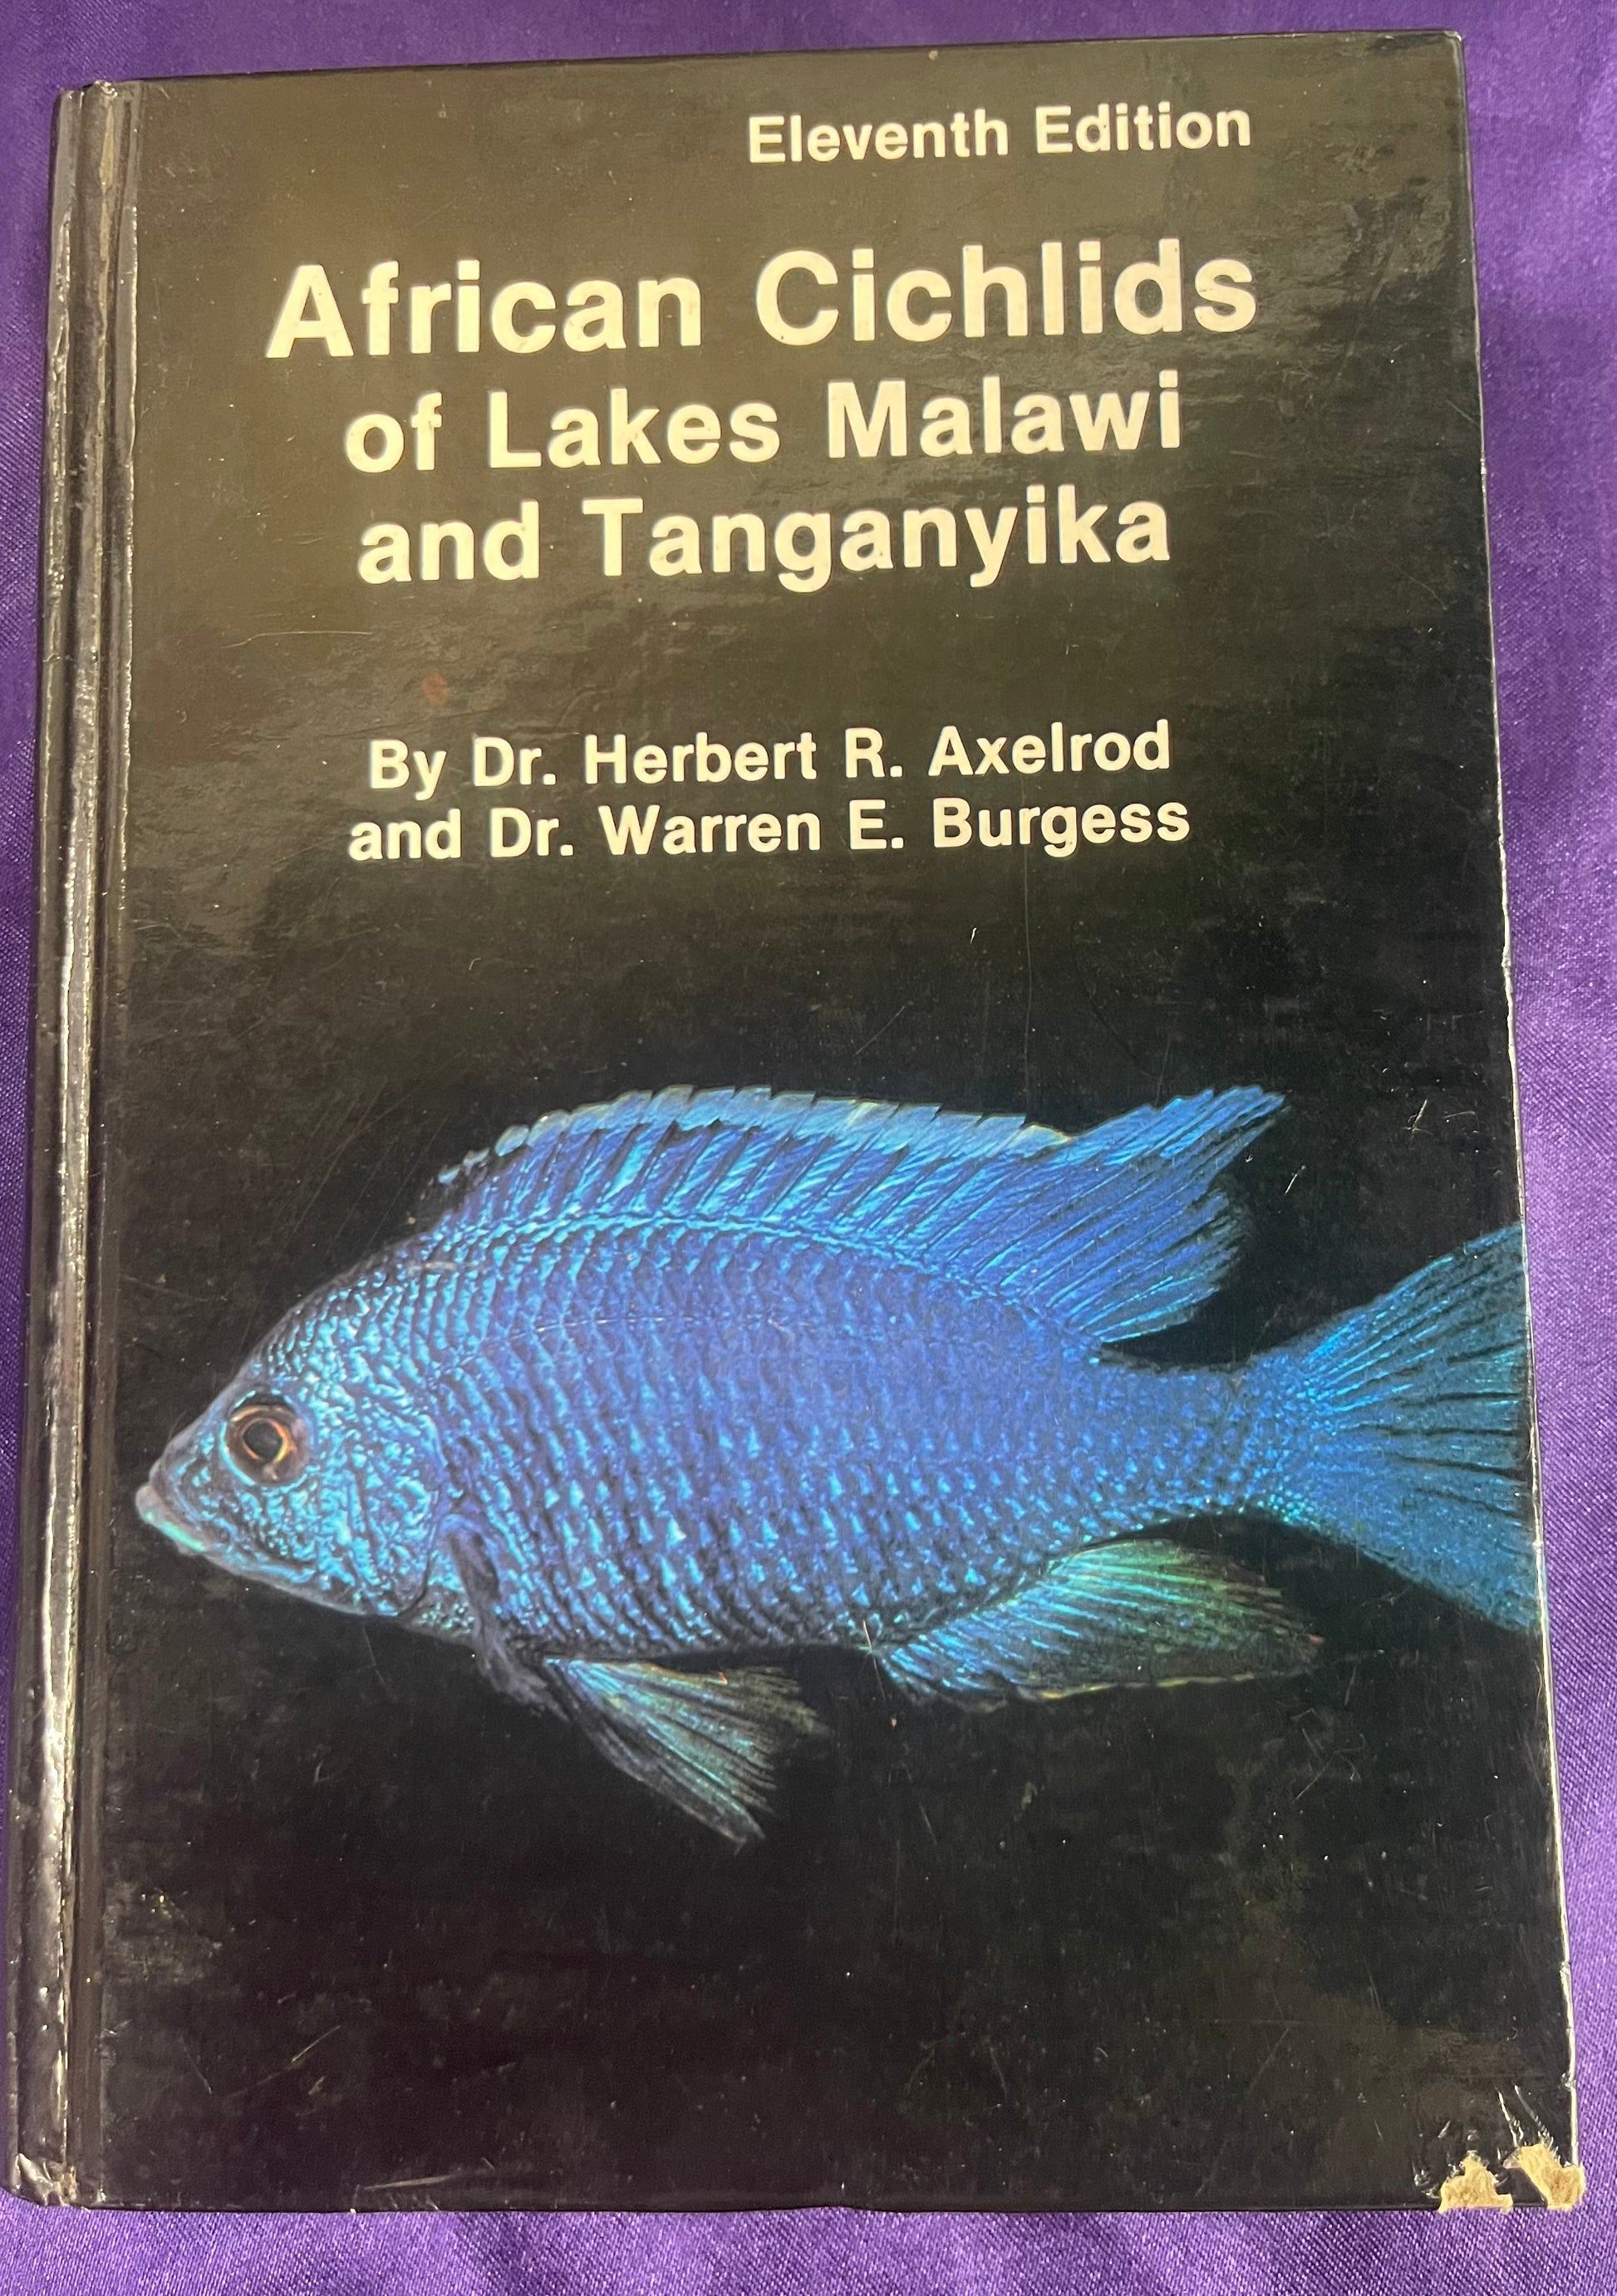 Eleventh Edition
African Cichlids
of Lakes Malawi
and Tanganyika
By Dr. Herbert R. Axelrod
and Dr. Warren E. Burgess